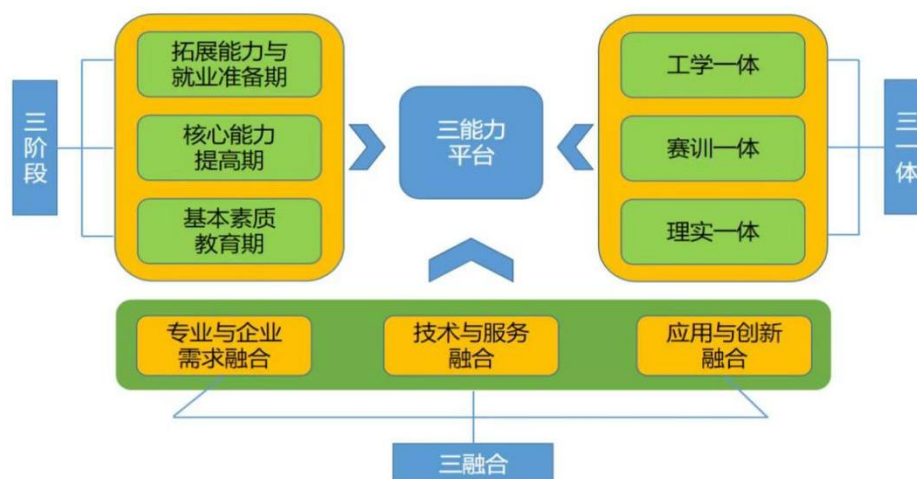 三阶段
拓展能力与
就业准备期
核心能力
提高期
基本素质
教育期
三能力
平台
工学一体
赛训一体
理实一体
三一体
专业与企业
需求融合
技术与服务
融合
应用与创新
融合
三融合